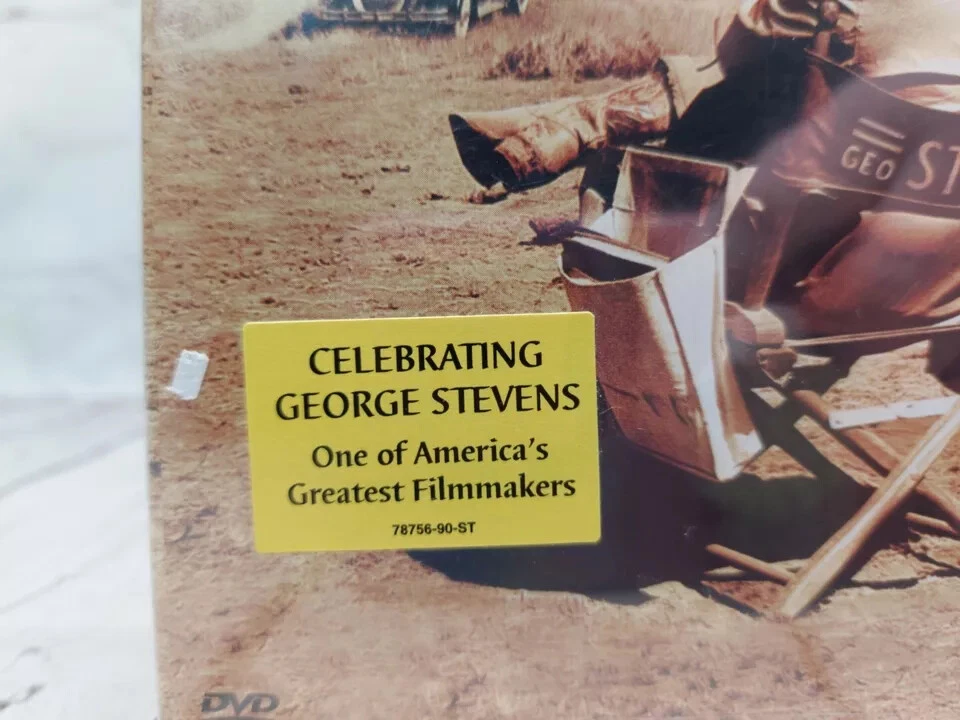 GEO ST
CELEBRATING
GEORGE STEVENS
One of America's
Greatest Filmmakers
78756-90-ST
DVD